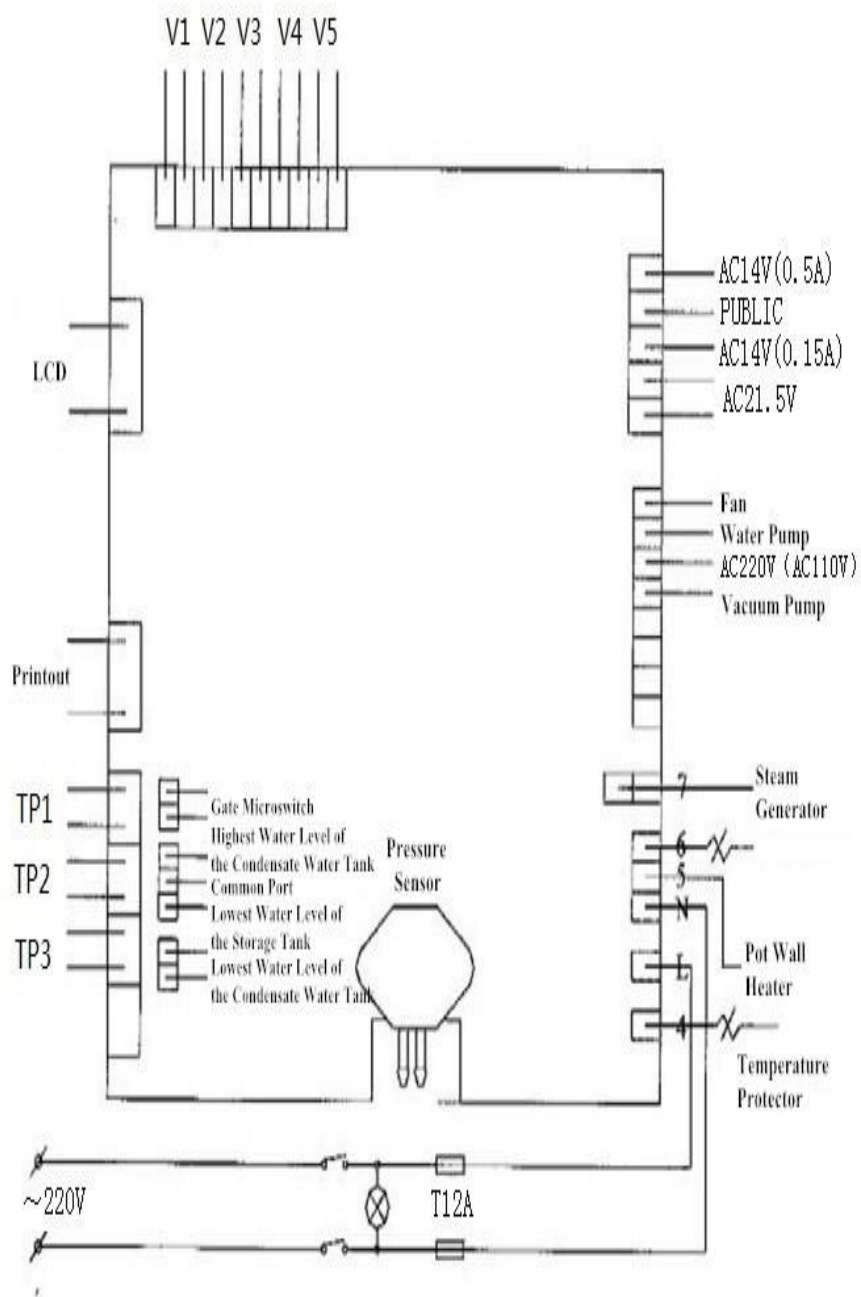 V1 V2 V3 V4 V5
AC14V(0.5A)
PUBLIC
AC14V(0.15A)
AC21.5V
LCD
Fan
Water Pump
AC220V (AC110V)
Vacuum Pump
Printout
7
Steam
Generator
TP1
Gate Microswitch
Highest Water Level of
the Condensate Water Tank
TP2
Common Port
Lowest Water Level of
the Storage Tank
TP3
Lowest Water Level of
the Condensate Water Tank
Pressure
Sensor
6
5
N
Pot Wall
Heater
L
4
Temperature
Protector
~220V
T12A